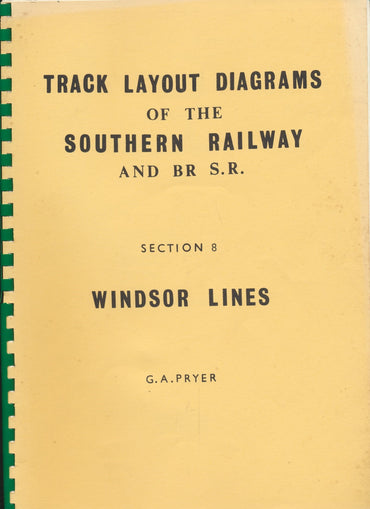 TRACK LAYOUT DIAGRAMS
OF THE
SOUTHERN RAILWAY
AND BR S.R.
SECTION 8
WINDSOR LINES
G.A.PRYER